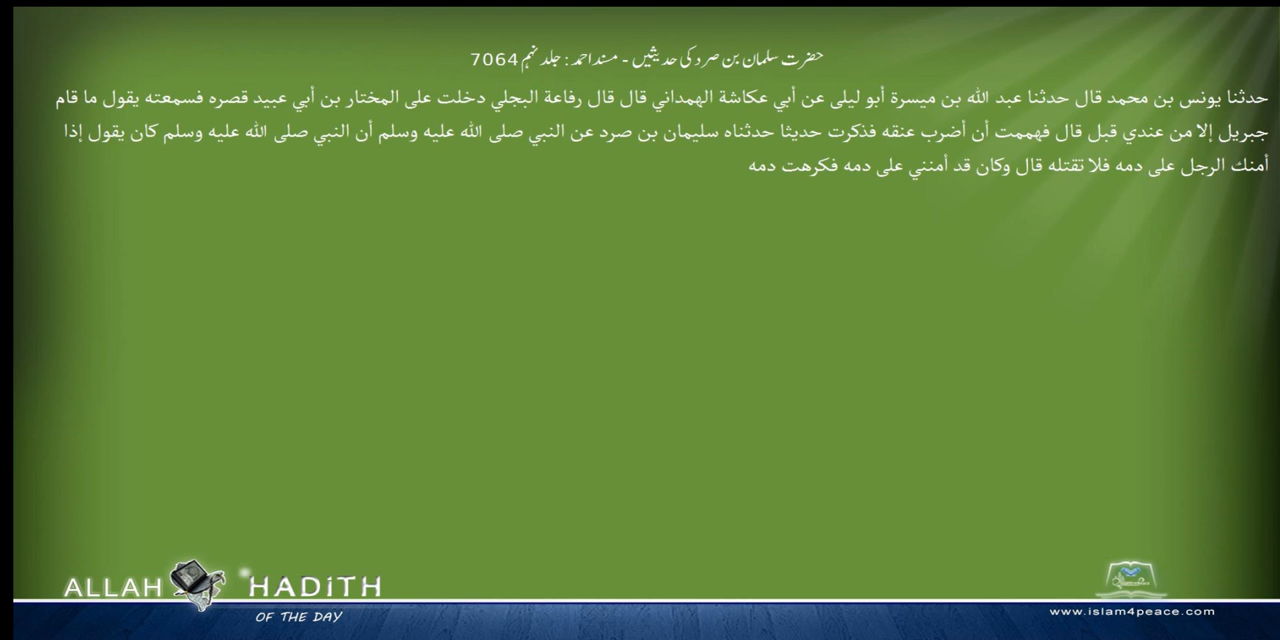 حضرت سلمان بن صرد کی حدیثیں - مسند احمد : جلد نہم 7064
حدثنا يونس بن محمد قال حدثنا عبد الله بن ميسرة أبو ليلى عن أبي عكاشة الهمداني قال قال رفاعة البجلي دخلت على المختار بن أبي عبيد قصره فسمعته يقول ما قام
جبريل إلا من عندي قبل قال فهممت أن أضرب عنقه فذكرت حديثا حدثناه سليمان بن صرد عن النبي صلى الله عليه وسلم أن النبي صلى الله عليه وسلم كان يقول إذا
أمنك الرجل على دمه فلا تقتله قال وكان قد أمنني على دمه فكرهت دمه
ALLAH HADITH
OF THE DAY
www.islam4peace.com